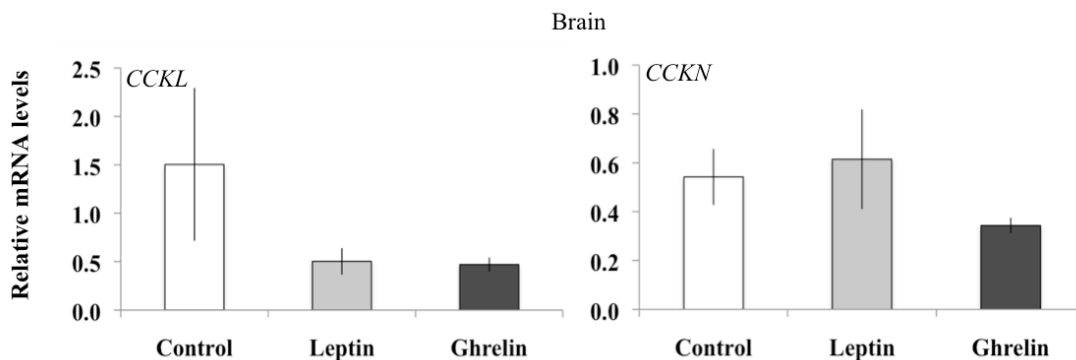 Brain
Relative mRNA levels
CCKL
2.5
2.0
1.5
1.0
0.5
0.0
Control Leptin Ghrelin
CCKN
1.0
0.8
0.6
0.4
0.2
0.0
Control Leptin Ghrelin